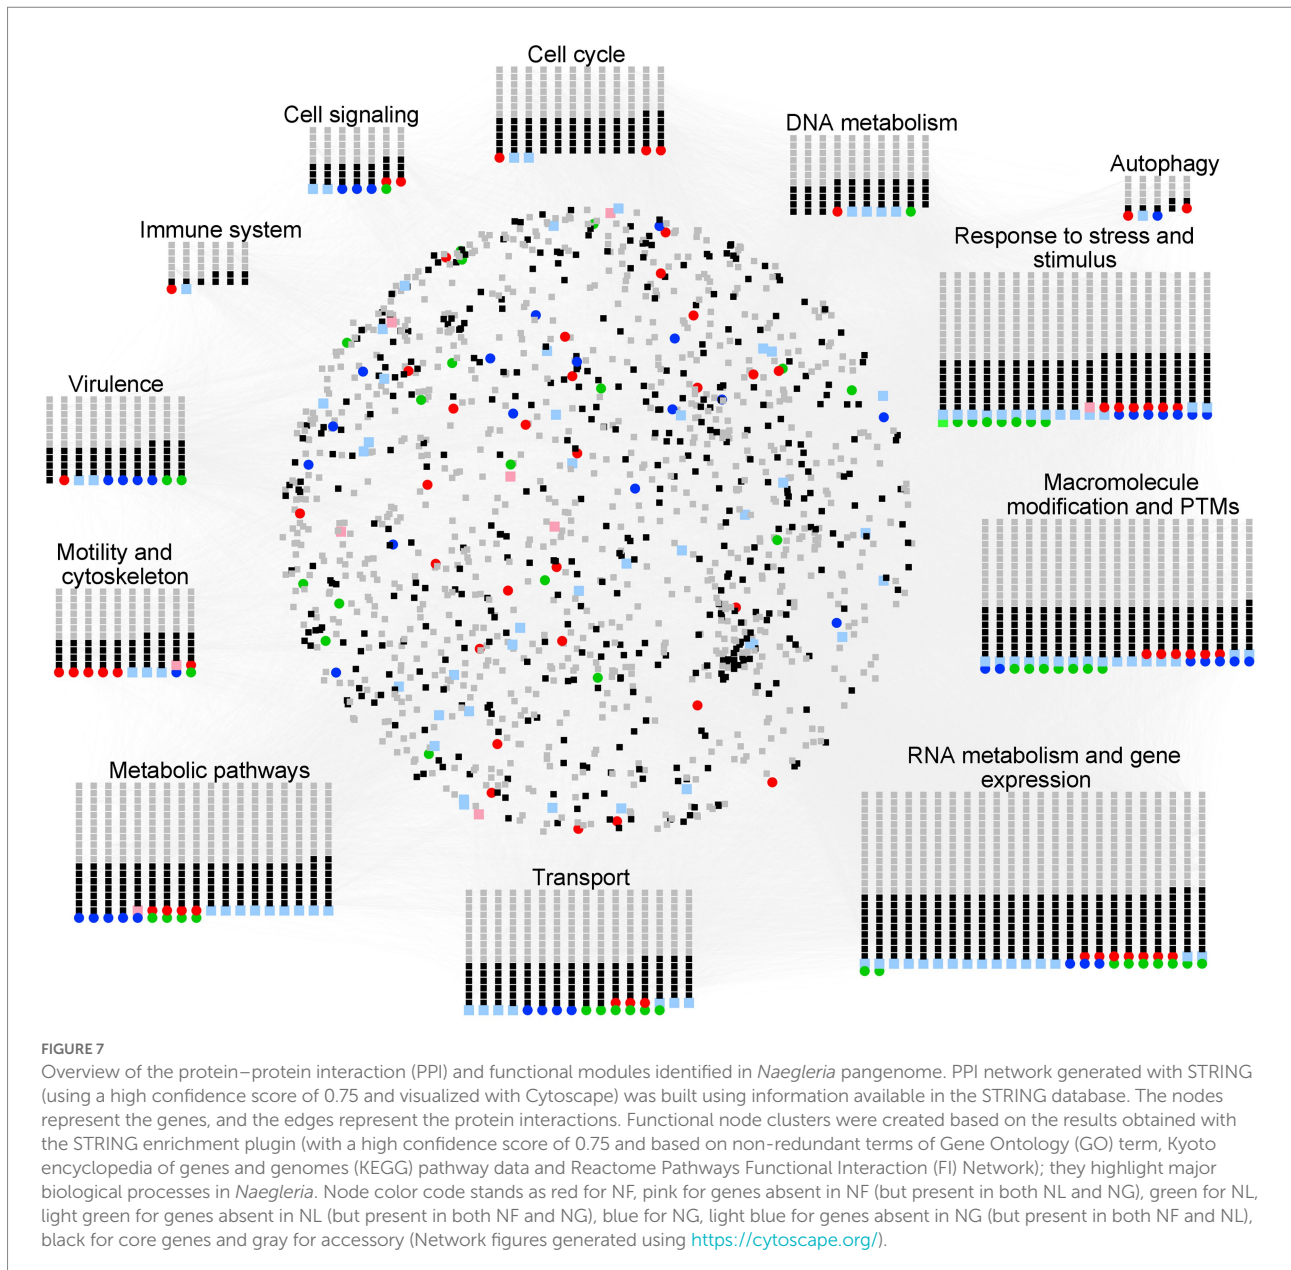 Cell cycle
Cell signaling
DNA metabolism
Autophagy
Immune system
Response to stress and
stimulus
Virulence
Macromolecule
modification and PTMs
Motility and
cytoskeleton
Metabolic pathways
RNA metabolism and gene
expression
Transport
FIGURE 7
Overview of the protein–protein interaction (PPI) and functional modules identified in Naegleria pangenome. PPI network generated with STRING
(using a high confidence score of 0.75 and visualized with Cytoscape) was built using information available in the STRING database. The nodes
represent the genes, and the edges represent the protein interactions. Functional node clusters were created based on the results obtained with
the STRING enrichment plugin (with a high confidence score of 0.75 and based on non-redundant terms of Gene Ontology (GO) term, Kyoto
encyclopedia of genes and genomes (KEGG) pathway data and Reactome Pathways Functional Interaction (FI) Network); they highlight major
biological processes in Naegleria. Node color code stands as red for NF, pink for genes absent in NF (but present in both NL and NG), green for NL,
light green for genes absent in NL (but present in both NF and NG), blue for NG, light blue for genes absent in NG (but present in both NF and NL),
black for core genes and gray for accessory (Network figures generated using https://cytoscape.org/).